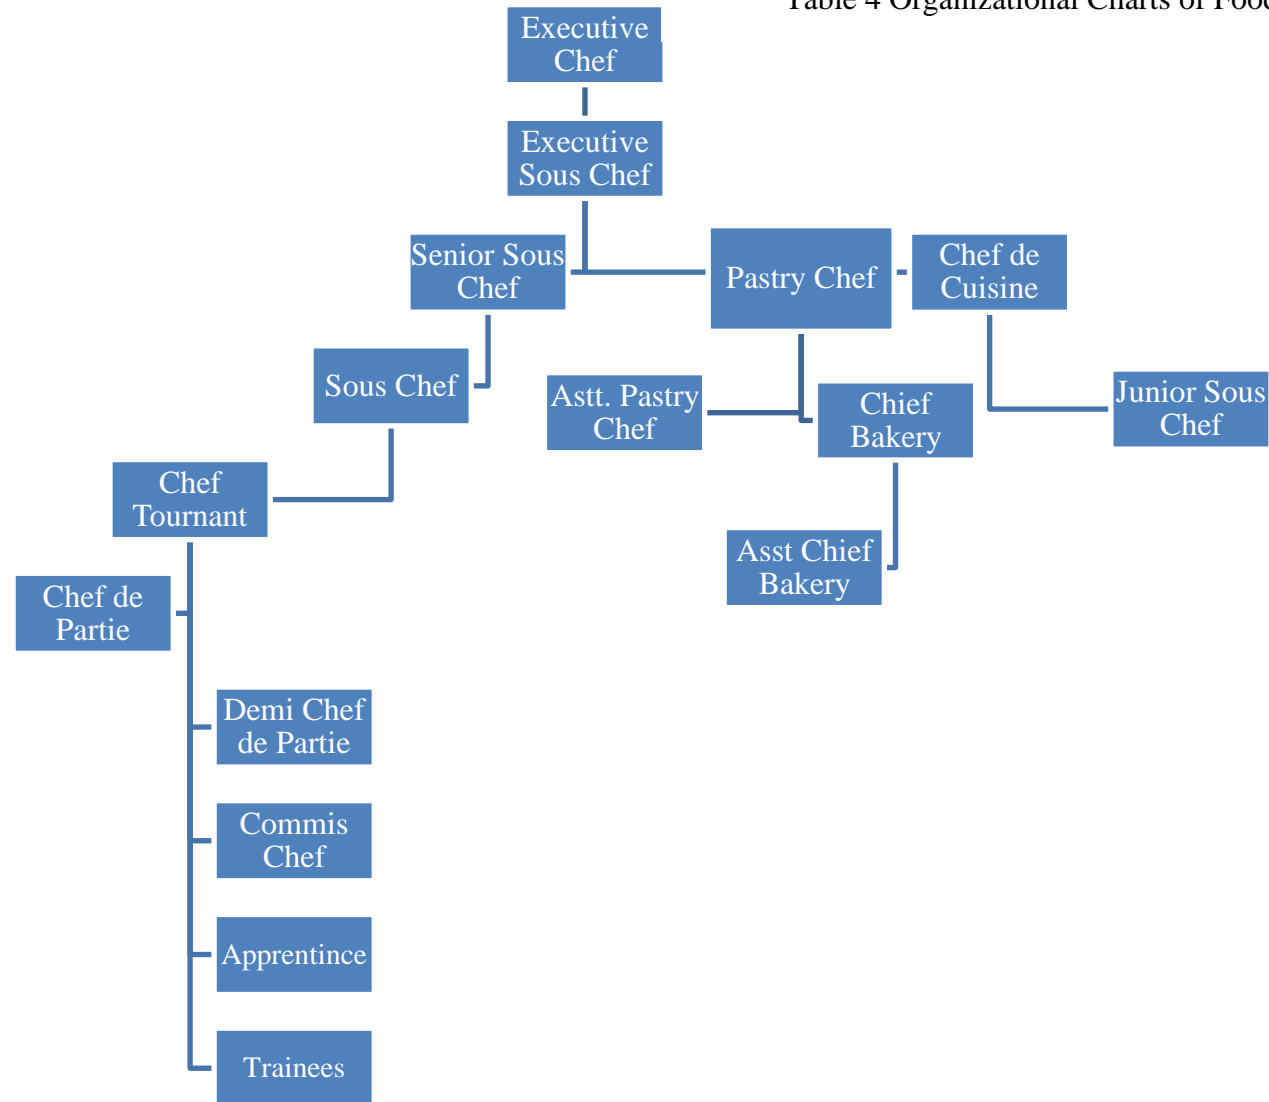 Table 4 Organizational Charts of Food
Executive
Chef
Executive
Sous Chef
Senior Sous
Chef
Pastry Chef
Chef de
Cuisine
Sous Chef
Astt. Pastry
Chef
Chief
Bakery
Junior Sous
Chef
Chef
Tournant
Asst Chief
Bakery
Chef de
Partie
Demi Chef
de Partie
Commis
Chef
Apprentince
Trainees